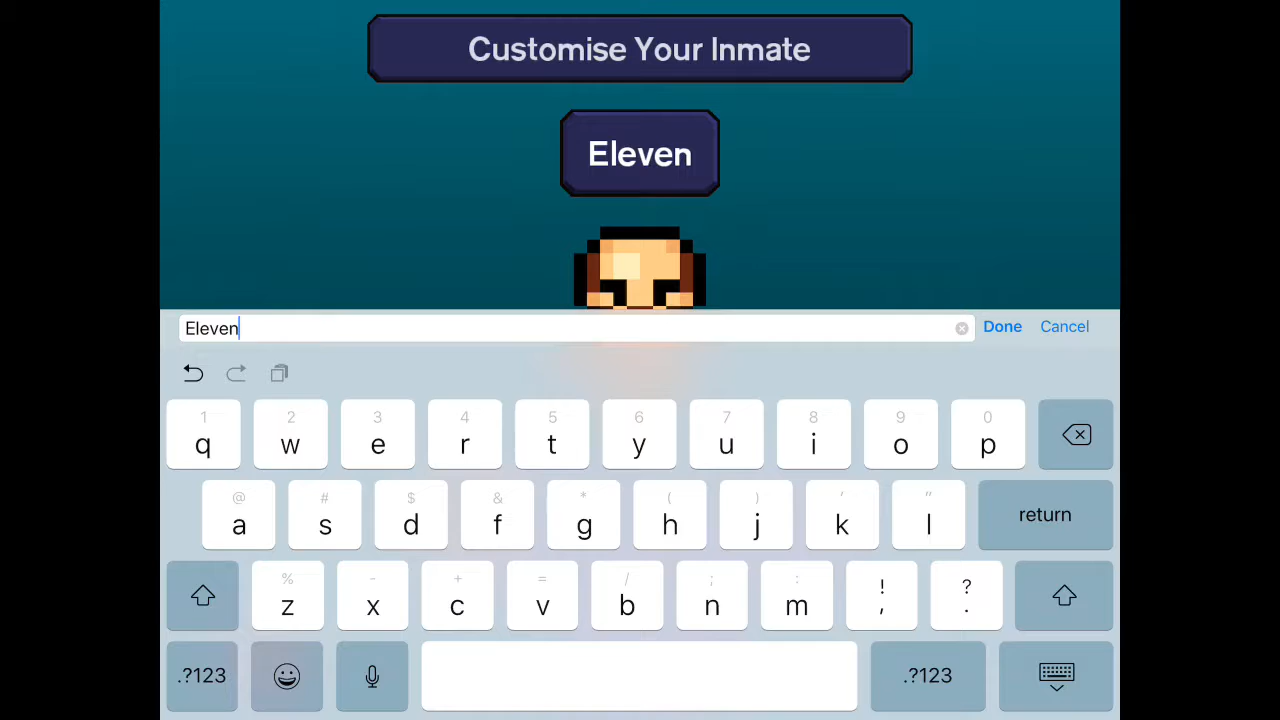 Customise Your Inmate
Eleven
Eleven Done Cancel
1 2 3 4 5 6 7 8 9 0
q w e r t y u i o p
@ # $ & * ( ) ' "
a s d f g h j k l return
% - + = / ; : ! ?
z x c v b n m , .
.?123 .?123